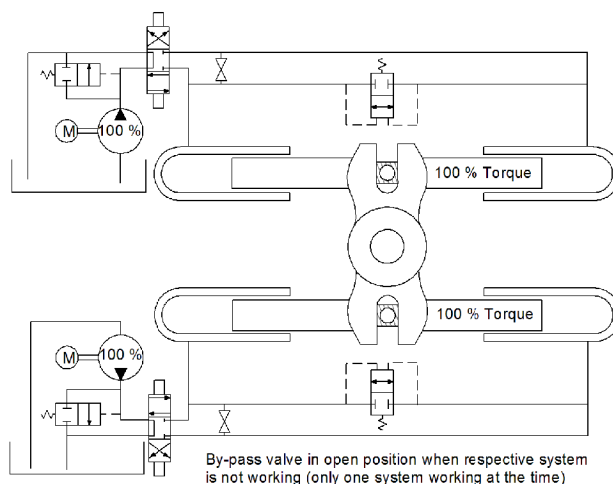 M
100 %
100 % Torque
100 % Torque
M
100 %
By-pass valve in open position when respective system
is not working (only one system working at the time)